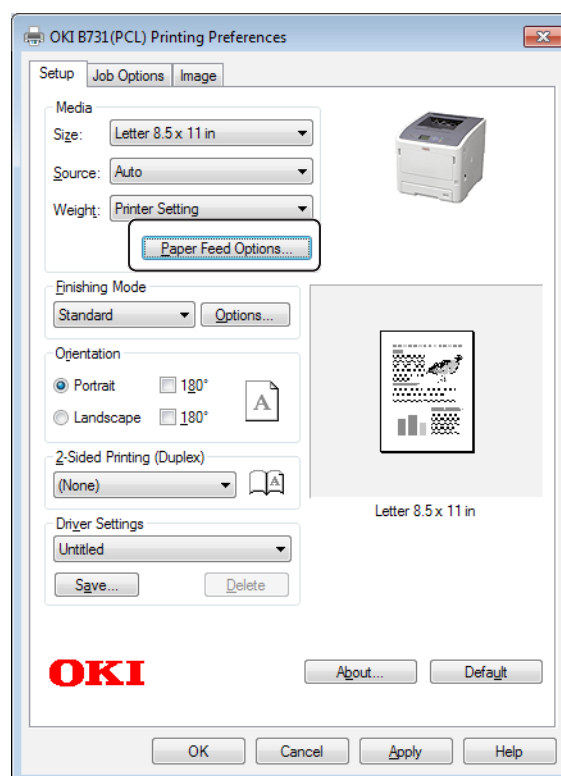 OKI B731(PCL) Printing Preferences
Setup Job Options Image
Media
Size: Letter 8.5 x 11 in
Source: Auto
Weight: Printer Setting
Paper Feed Options...
Finishing Mode
Standard Options...
Orientation
Portrait 180°
Landscape 180°
A
2-Sided Printing (Duplex)
(None) A
Letter 8.5 x 11 in
Driver Settings
Untitled
Save... Delete
OKI About... Default
OK Cancel Apply Help